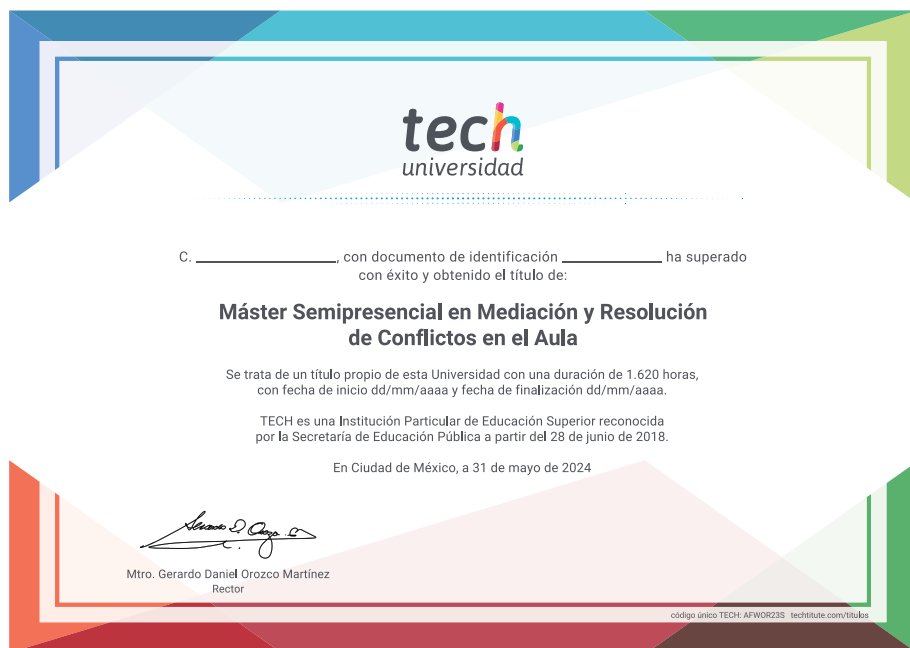 tech
universidad
C. ____________, con documento de identificación ____________ ha superado
con éxito y obtenido el título de:
Máster Semipresencial en Mediación y Resolución
de Conflictos en el Aula
Se trata de un título propio de esta Universidad con una duración de 1.620 horas,
con fecha de inicio dd/mm/aaaa y fecha de finalización dd/mm/aaaa.
TECH es una Institución Particular de Educación Superior reconocida
por la Secretaría de Educación Pública a partir del 28 de junio de 2018.
En Ciudad de México, a 31 de mayo de 2024
Mtro. Gerardo Daniel Orozco Martínez
Rector
código único TECH: AFWOR23S techtitute.com/titulos